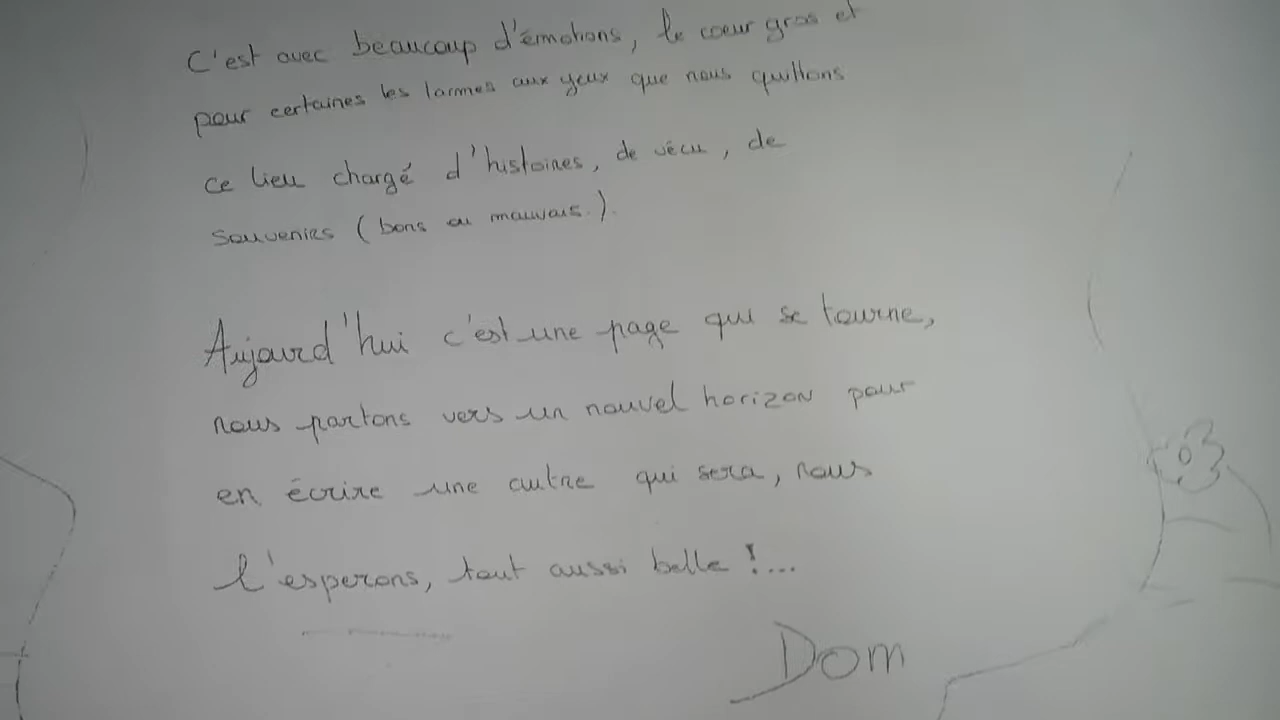 C'est avec beaucoup d'émotions, le coeur gros et
pour certaines les larmes aux yeux que nous quittons
ce lieu chargé d'histoires, de vécu, de
souvenirs (bons ou mauvais.).
Aujourd'hui c'est une page qui se tourne,
nous partons vers un nouvel horizon pour
en écrire une autre qui sera, nous
l'esperons, tout aussi belle !...
Dom